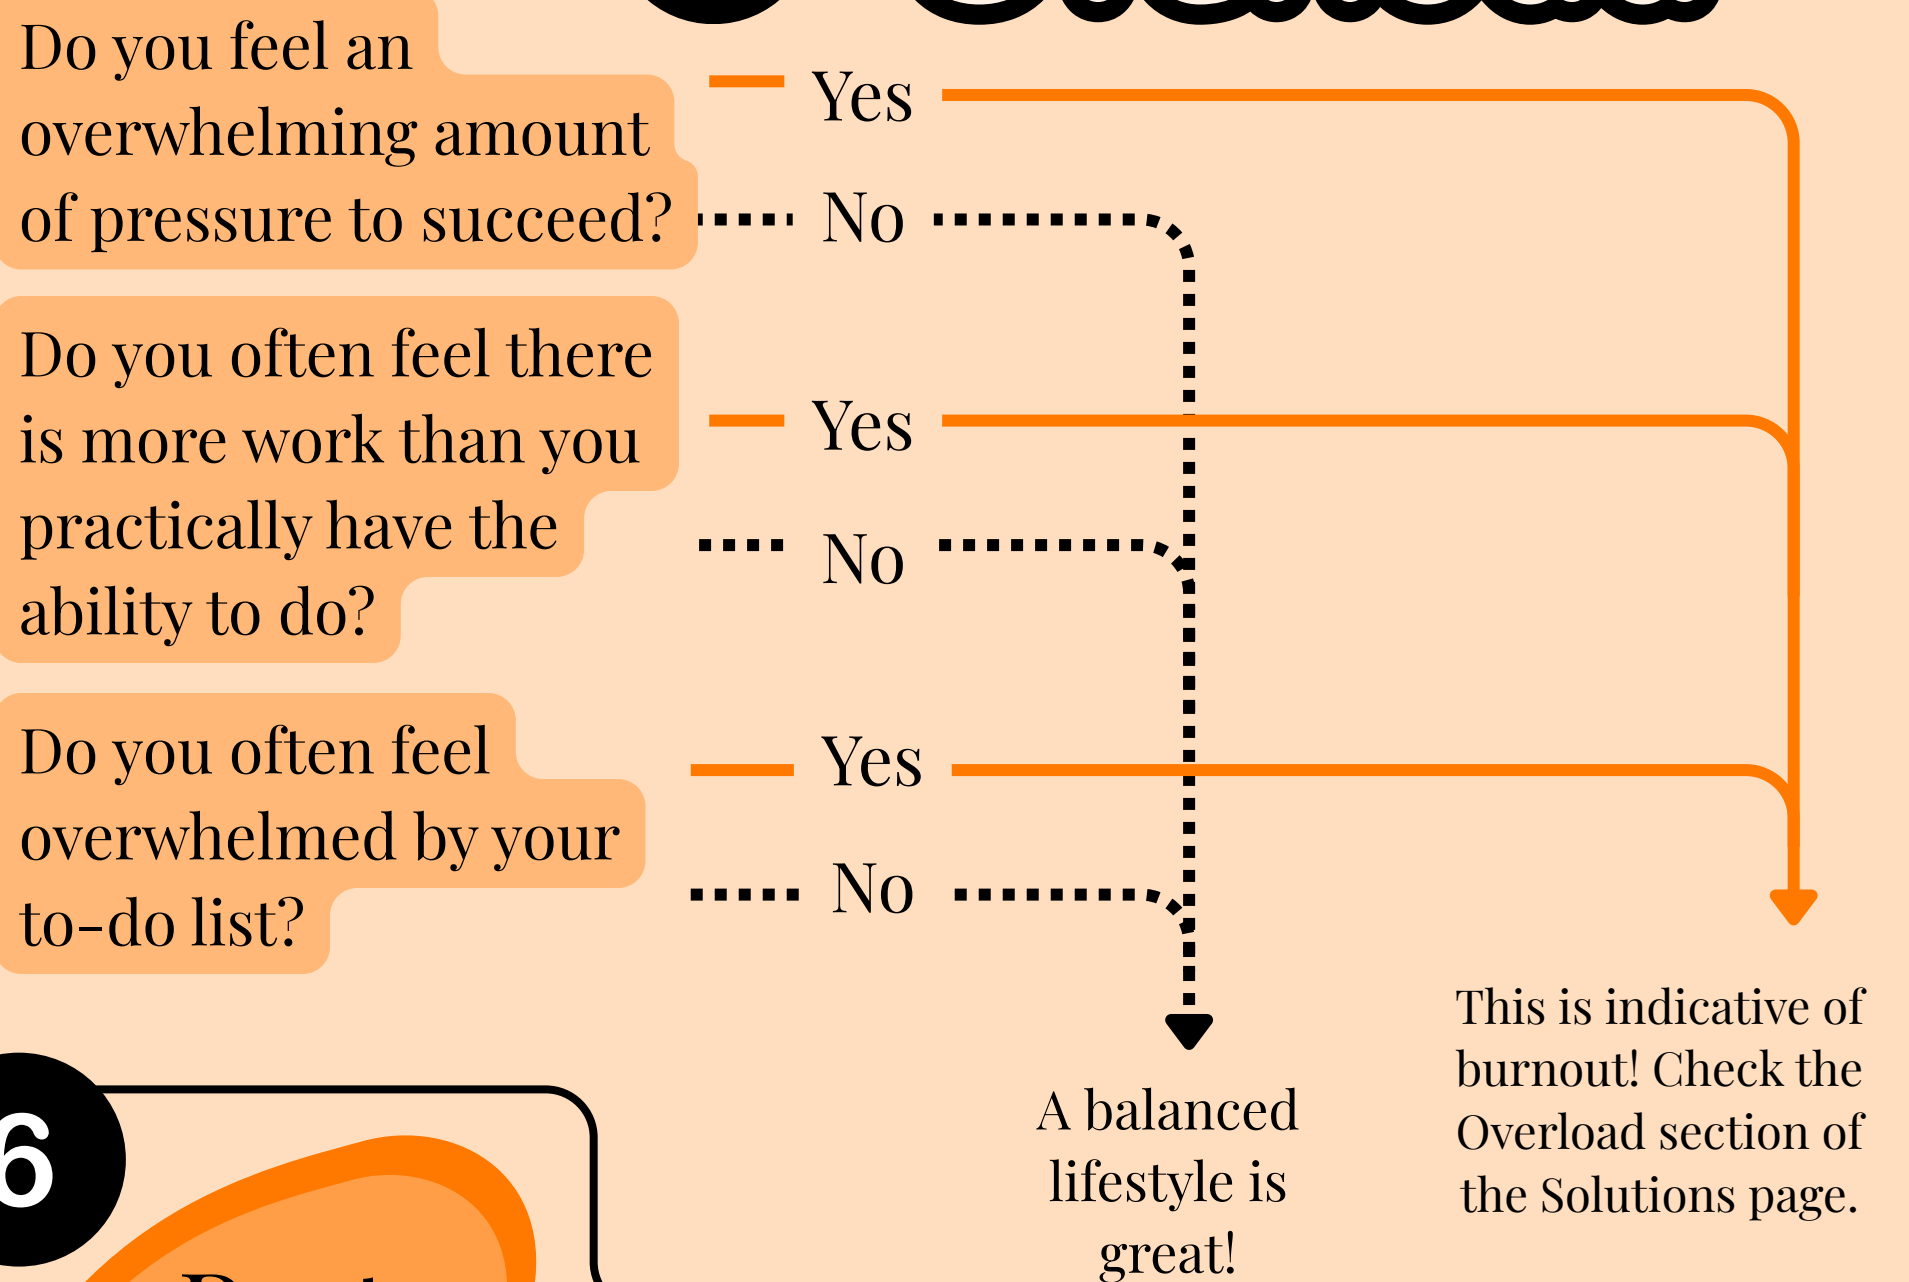 Do you feel an
overwhelming amount
of pressure to succeed?
Yes
No
Do you often feel there
is more work than you
practically have the
ability to do?
Yes
No
Do you often feel
overwhelmed by your
to-do list?
Yes
No
This is indicative of
burnout! Check the
Overload section of
the Solutions page.
A balanced
lifestyle is
great!
6